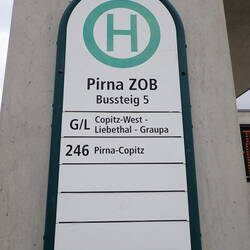 H
Pirna ZOB
Bussteig 5
G/L Copitz-West -
Liebethal - Graupa
246 Pirna-Copitz